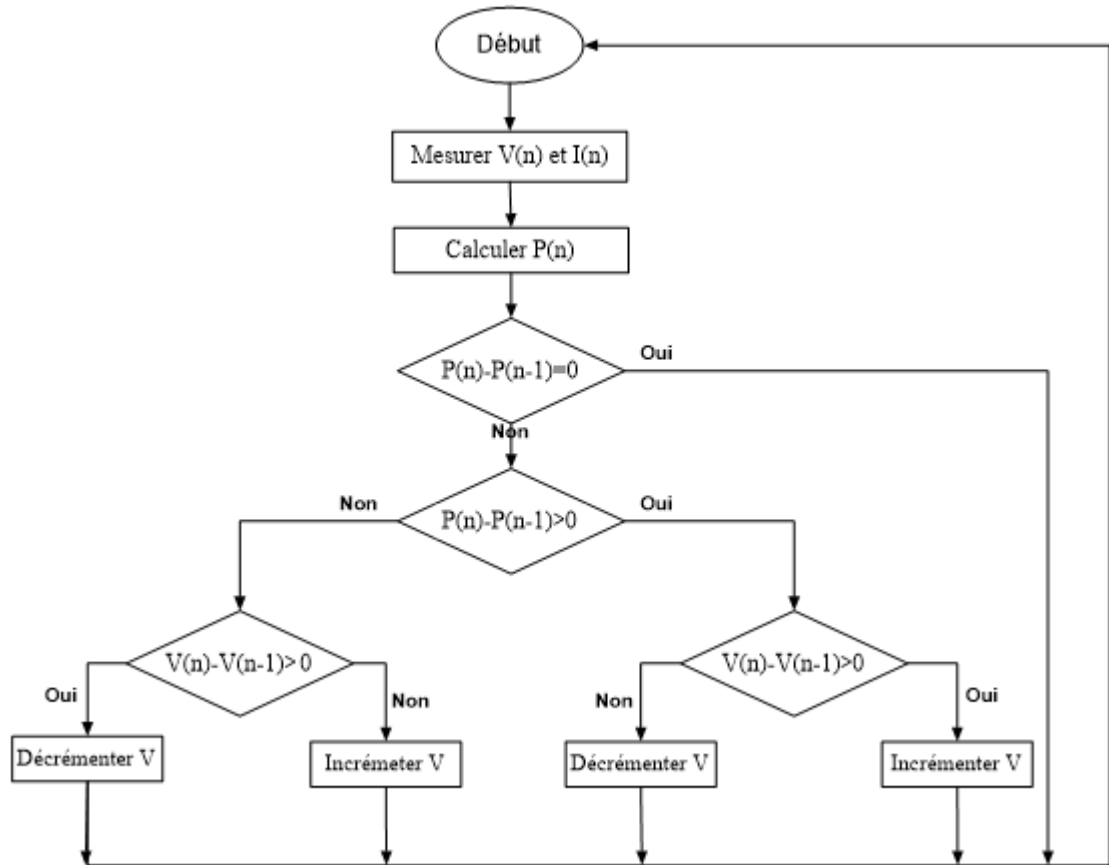 Début
Mesurer V(n) et I(n)
Calculer P(n)
P(n)-P(n-1)=0
Oui
Non
Non
P(n)-P(n-1)>0
Oui
V(n)-V(n-1)>0
V(n)-V(n-1)>0
Oui
Non
Non
Oui
Décrémenter V
Incrémeter V
Décrémenter V
Incrémenter V